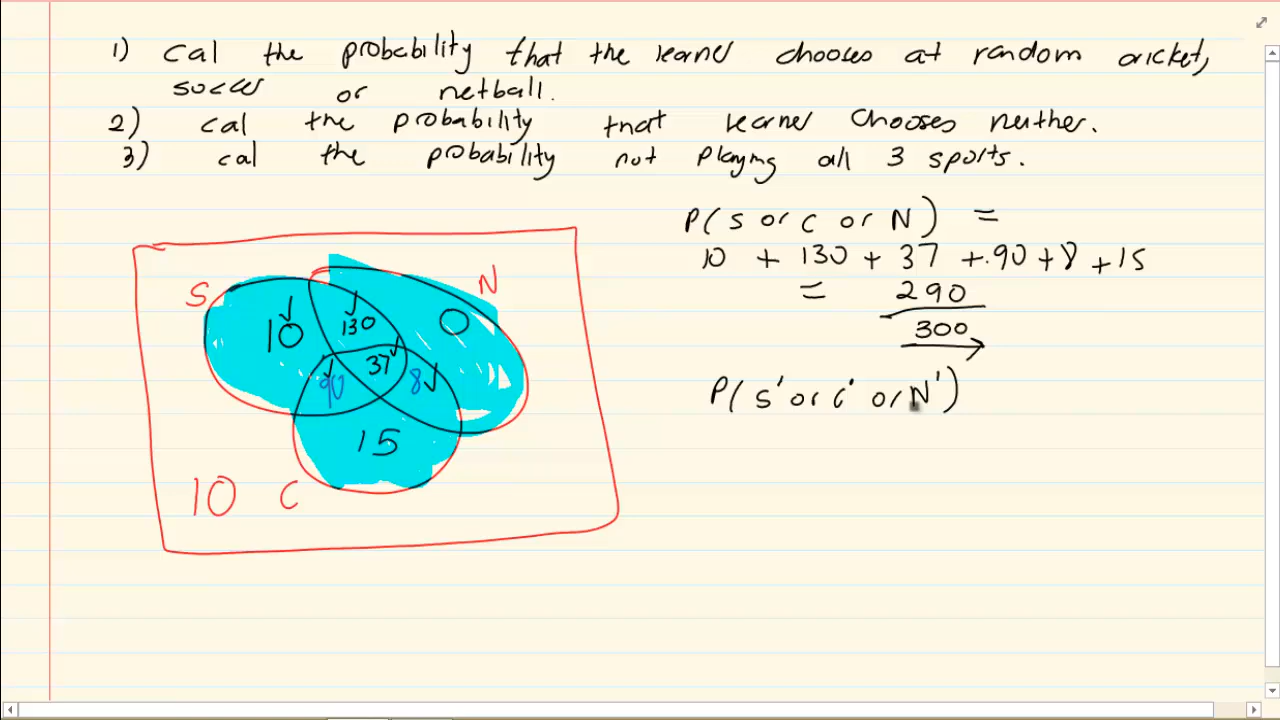 1) cal the probability that the learner chooses at random cricket,
soccer or netball.
2) cal the probability that learner chooses neither.
3) cal the probability not playing all 3 sports.
P(S or C or N) =
10 + 130 + 37 + 90 + 8 + 15
= 290
300
P(S' or C' or N')
S
N
10
130
0
90
37
8
15
10
C